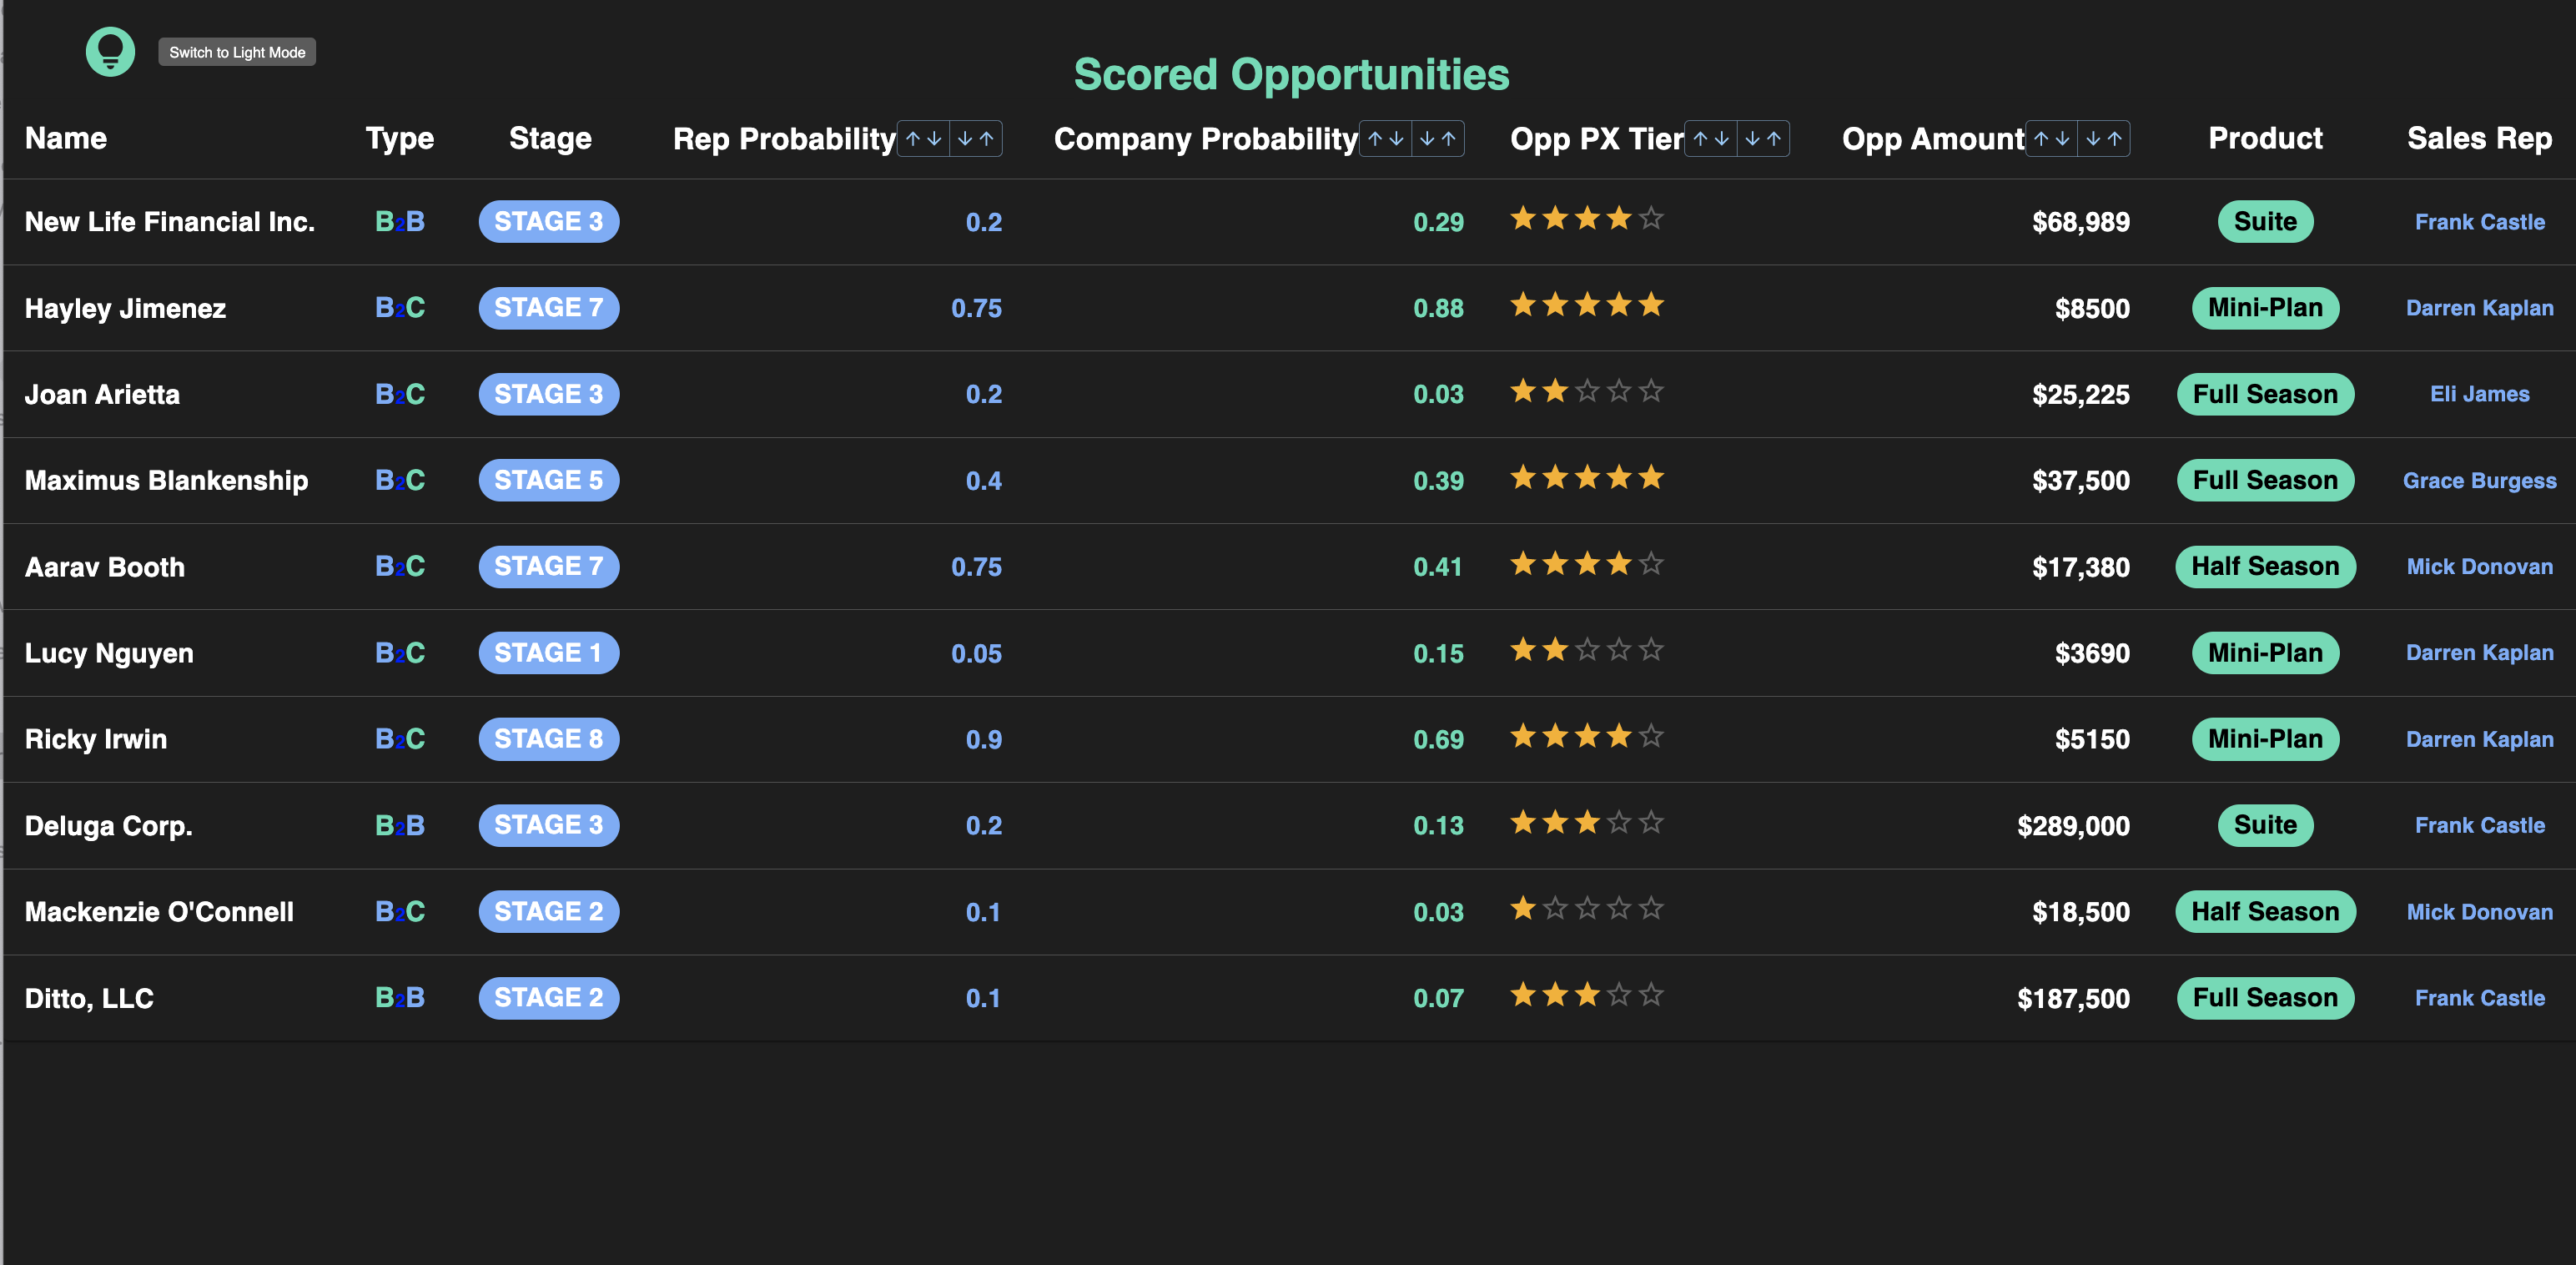 Switch to Light Mode
Scored Opportunities
Name Type Stage Rep Probability ↑↓ ↓↑ Company Probability ↑↓ ↓↑ Opp PX Tier ↑↓ ↓↑ Opp Amount ↑↓ ↓↑ Product Sales Rep
New Life Financial Inc. B2B STAGE 3 0.2 0.29 ★★★★☆ $68,989 Suite Frank Castle
Hayley Jimenez B2C STAGE 7 0.75 0.88 ★★★★★ $8500 Mini-Plan Darren Kaplan
Joan Arietta B2C STAGE 3 0.2 0.03 ★★☆☆☆ $25,225 Full Season Eli James
Maximus Blankenship B2C STAGE 5 0.4 0.39 ★★★★★ $37,500 Full Season Grace Burgess
Aarav Booth B2C STAGE 7 0.75 0.41 ★★★★☆ $17,380 Half Season Mick Donovan
Lucy Nguyen B2C STAGE 1 0.05 0.15 ★★☆☆☆ $3690 Mini-Plan Darren Kaplan
Ricky Irwin B2C STAGE 8 0.9 0.69 ★★★★☆ $5150 Mini-Plan Darren Kaplan
Deluga Corp. B2B STAGE 3 0.2 0.13 ★★★☆☆ $289,000 Suite Frank Castle
Mackenzie O'Connell B2C STAGE 2 0.1 0.03 ★☆☆☆☆ $18,500 Half Season Mick Donovan
Ditto, LLC B2B STAGE 2 0.1 0.07 ★★★☆☆ $187,500 Full Season Frank Castle